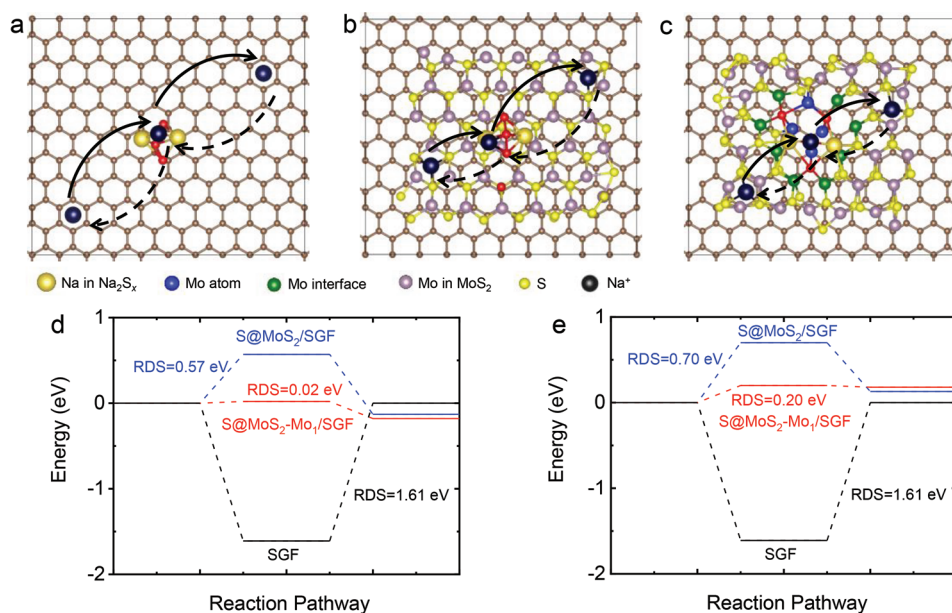 a
b
c
Na in Na₂Sₓ
Mo atom
Mo interface
Mo in MoS₂
S
Na⁺
d
1
0
-1
-2
Energy (eV)
Reaction Pathway
S@MoS₂/SGF
RDS=0.57 eV
RDS=0.02 eV
S@MoS₂-Mo₁/SGF
RDS=1.61 eV
SGF
e
1
0
-1
-2
Energy (eV)
Reaction Pathway
S@MoS₂/SGF
RDS=0.70 eV
RDS=0.20 eV
S@MoS₂-Mo₁/SGF
RDS=1.61 eV
SGF